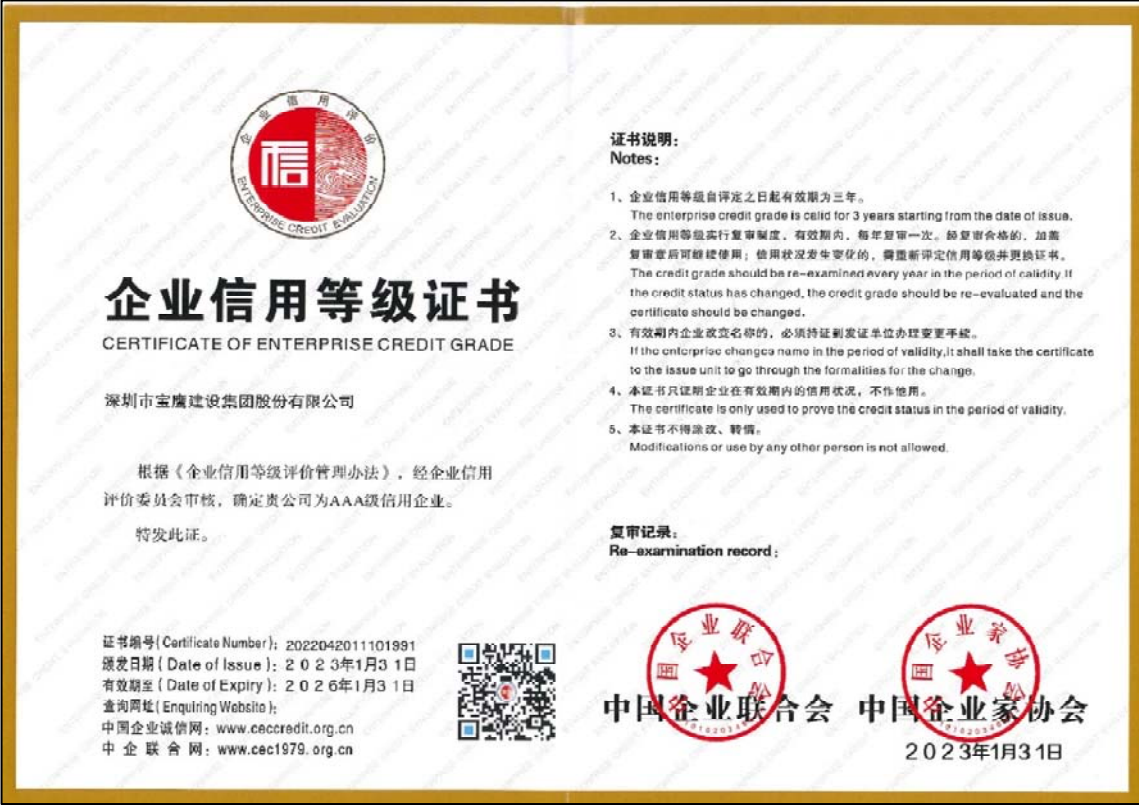 企业信用评价
信
ENTERPRISE CREDIT EVALUATION
企业信用等级证书
CERTIFICATE OF ENTERPRISE CREDIT GRADE
深圳市宝鹰建设集团股份有限公司
根据《企业信用等级评价管理办法》，经企业信用
评价委员会审核，确定贵公司为AAA级信用企业。
特发此证。
证书编号(Certificate Number)：2022042011101991
颁发日期(Date of Issue)：2023年1月31日
有效期至(Date of Expiry)：2026年1月31日
查询网址(Enquiring Website)：
中国企业诚信网：www.ceccredit.org.cn
中企联合网：www.cec1979.org.cn
证书说明：
Notes：
1、企业信用等级自评定之日起有效期为三年。
The enterprise credit grade is calid for 3 years starting from the date of issue.
2、企业信用等级实行复审制度，有效期内，每年复审一次。经复审合格的，加盖
复审章后可继续使用；信用状况发生变化的，需重新评定信用等级并更换证书。
The credit grade should be re-examined every year in the period of calidity.If
the credit status has changed, the credit grade should be re-evaluated and the
certificate should be changed.
3、有效期内企业改变名称的，必须持证到发证单位办理变更手续。
If the enterprise changes name in the period of validity,it shall take the certificate
to the issue unit to go through the formalities for the change.
4、本证书只证明企业在有效期内的信用状况，不作他用。
The certificate is only used to prove the credit status in the period of validity.
5、本证书不得涂改、转借。
Modifications or use by any other person is not allowed.
复审记录：
Re-examination record：
中国企业联合会
中国企业家协会
中国企业联合会 中国企业家协会
2023年1月31日